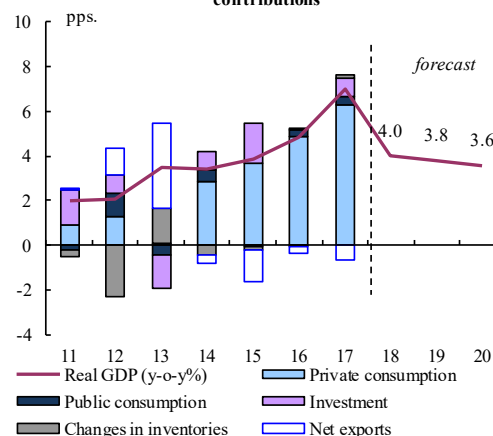 contributions
pps.
10
8
6
4
2
0
-2
-4
forecast
4.0 3.8 3.6
11 12 13 14 15 16 17 18 19 20
Real GDP (y-o-y%) Private consumption
Public consumption Investment
Changes in inventories Net exports